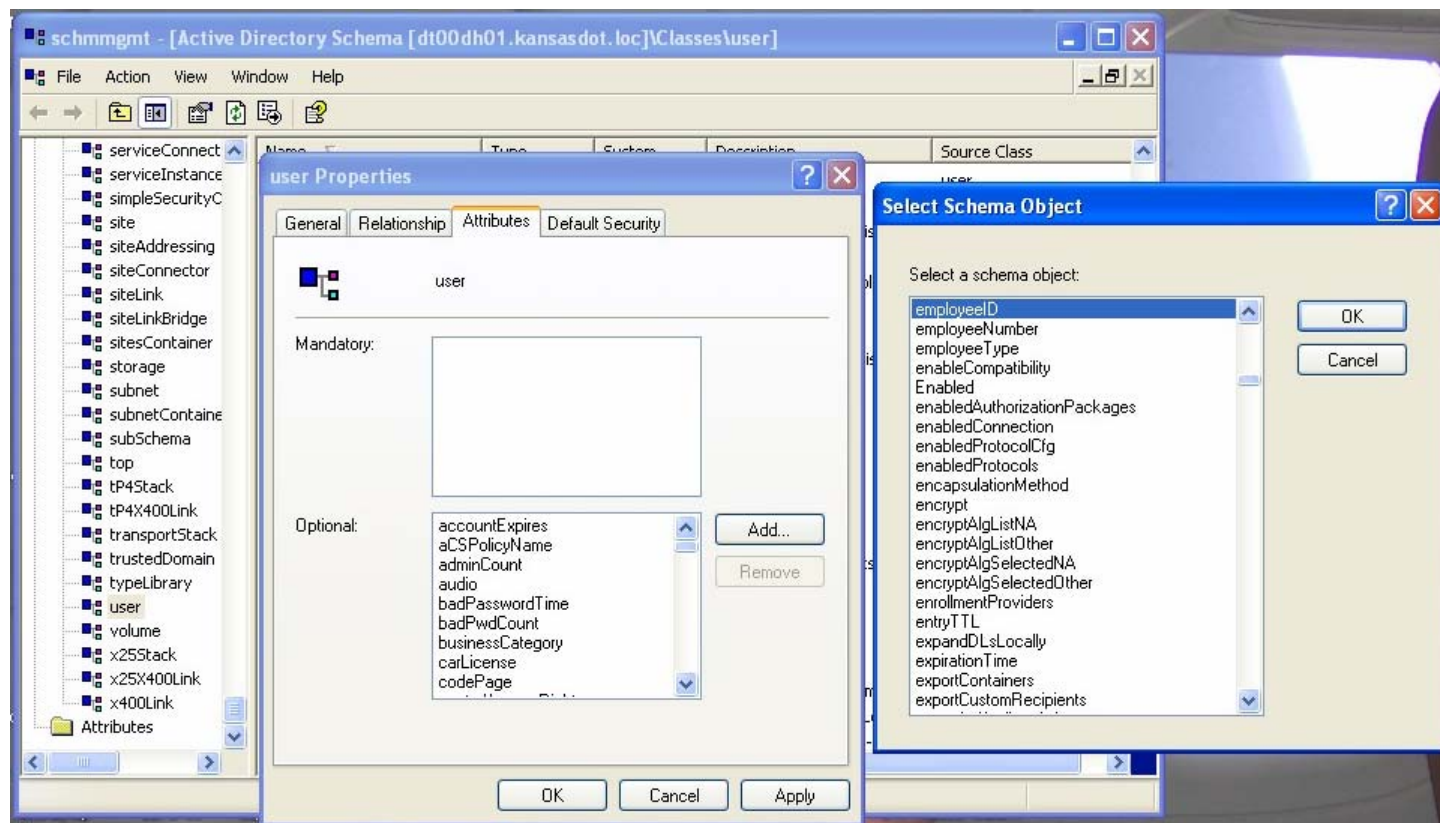 schmmgmt - [Active Directory Schema [dt00dh01.kansasdot.loc]\Classes\user]
File Action View Window Help
serviceConnect
serviceInstance
simpleSecurityC
site
siteAddressing
siteConnector
siteLink
siteLinkBridge
sitesContainer
storage
subnet
subnetContaine
subSchema
top
tP4Stack
tP4X400Link
transportStack
trustedDomain
typeLibrary
user
volume
x25Stack
x25X400Link
x400Link
Attributes
Name Type System Description Source Class
user
user Properties
General Relationship Attributes Default Security
user
Mandatory:
Optional:
accountExpires
aCSPolicyName
adminCount
audio
badPasswordTime
badPwdCount
businessCategory
carLicense
codePage
Add...
Remove
OK Cancel Apply
Select Schema Object
Select a schema object:
employeeID
employeeNumber
employeeType
enableCompatibility
Enabled
enabledAuthorizationPackages
enabledConnection
enabledProtocolCfg
enabledProtocols
encapsulationMethod
encrypt
encryptAlgListNA
encryptAlgListOther
encryptAlgSelectedNA
encryptAlgSelectedOther
enrollmentProviders
entryTTL
expandDLsLocally
expirationTime
exportContainers
exportCustomRecipients
OK
Cancel